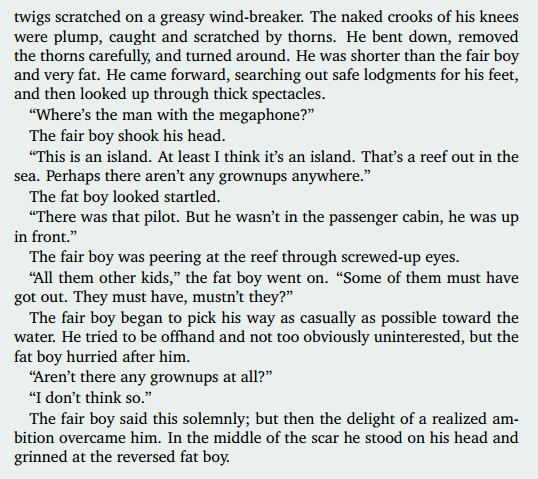 twigs scratched on a greasy wind-breaker. The naked crooks of his knees
were plump, caught and scratched by thorns. He bent down, removed
the thorns carefully, and turned around. He was shorter than the fair boy
and very fat. He came forward, searching out safe lodgments for his feet,
and then looked up through thick spectacles.
“Where’s the man with the megaphone?”
The fair boy shook his head.
“This is an island. At least I think it’s an island. That’s a reef out in the
sea. Perhaps there aren’t any grownups anywhere.”
The fat boy looked startled.
“There was that pilot. But he wasn’t in the passenger cabin, he was up
in front.”
The fair boy was peering at the reef through screwed-up eyes.
“All them other kids,” the fat boy went on. “Some of them must have
got out. They must have, mustn’t they?”
The fair boy began to pick his way as casually as possible toward the
water. He tried to be offhand and not too obviously uninterested, but the
fat boy hurried after him.
“Aren’t there any grownups at all?”
“I don’t think so.”
The fair boy said this solemnly; but then the delight of a realized am-
bition overcame him. In the middle of the scar he stood on his head and
grinned at the reversed fat boy.